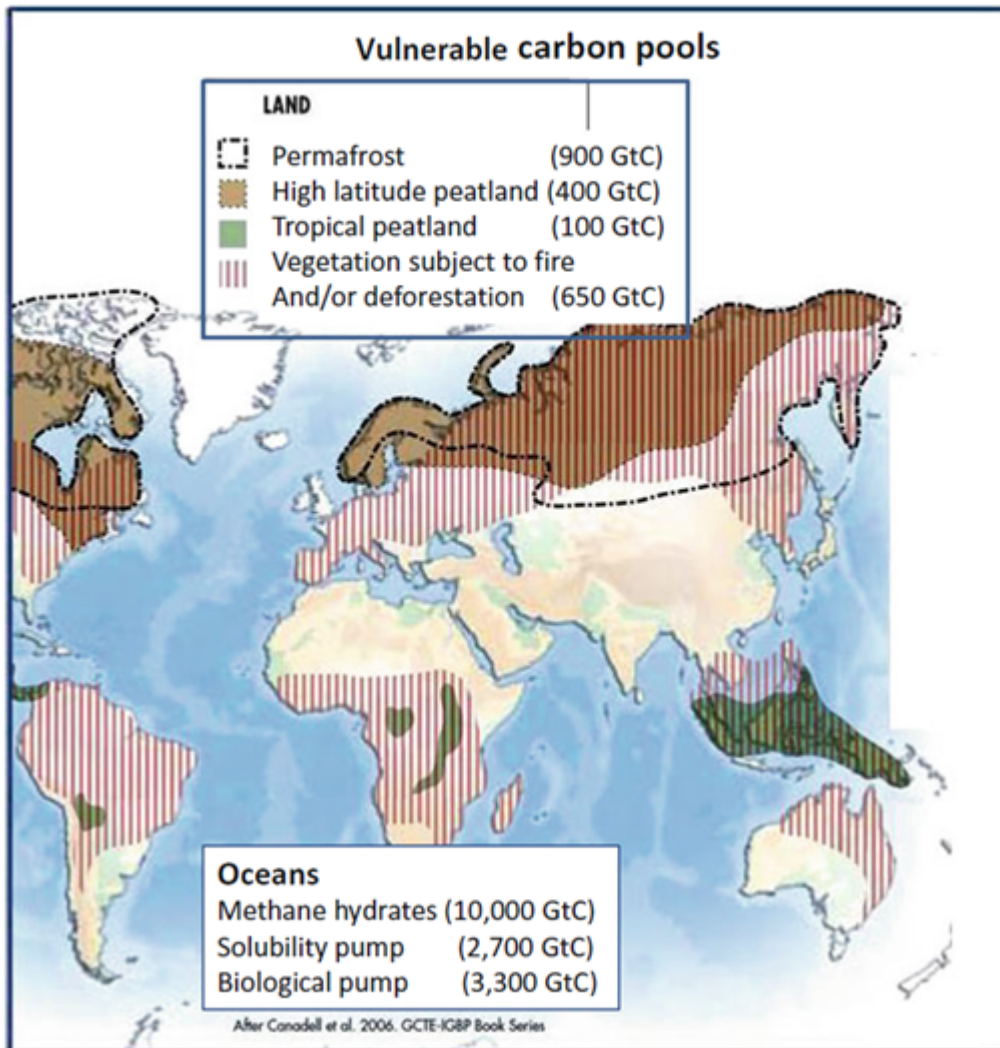 Vulnerable carbon pools
LAND
Permafrost (900 GtC)
High latitude peatland (400 GtC)
Tropical peatland (100 GtC)
Vegetation subject to fire
And/or deforestation (650 GtC)
Oceans
Methane hydrates (10,000 GtC)
Solubility pump (2,700 GtC)
Biological pump (3,300 GtC)
After Canadell et al. 2006. GCTE-IGBP Book Series